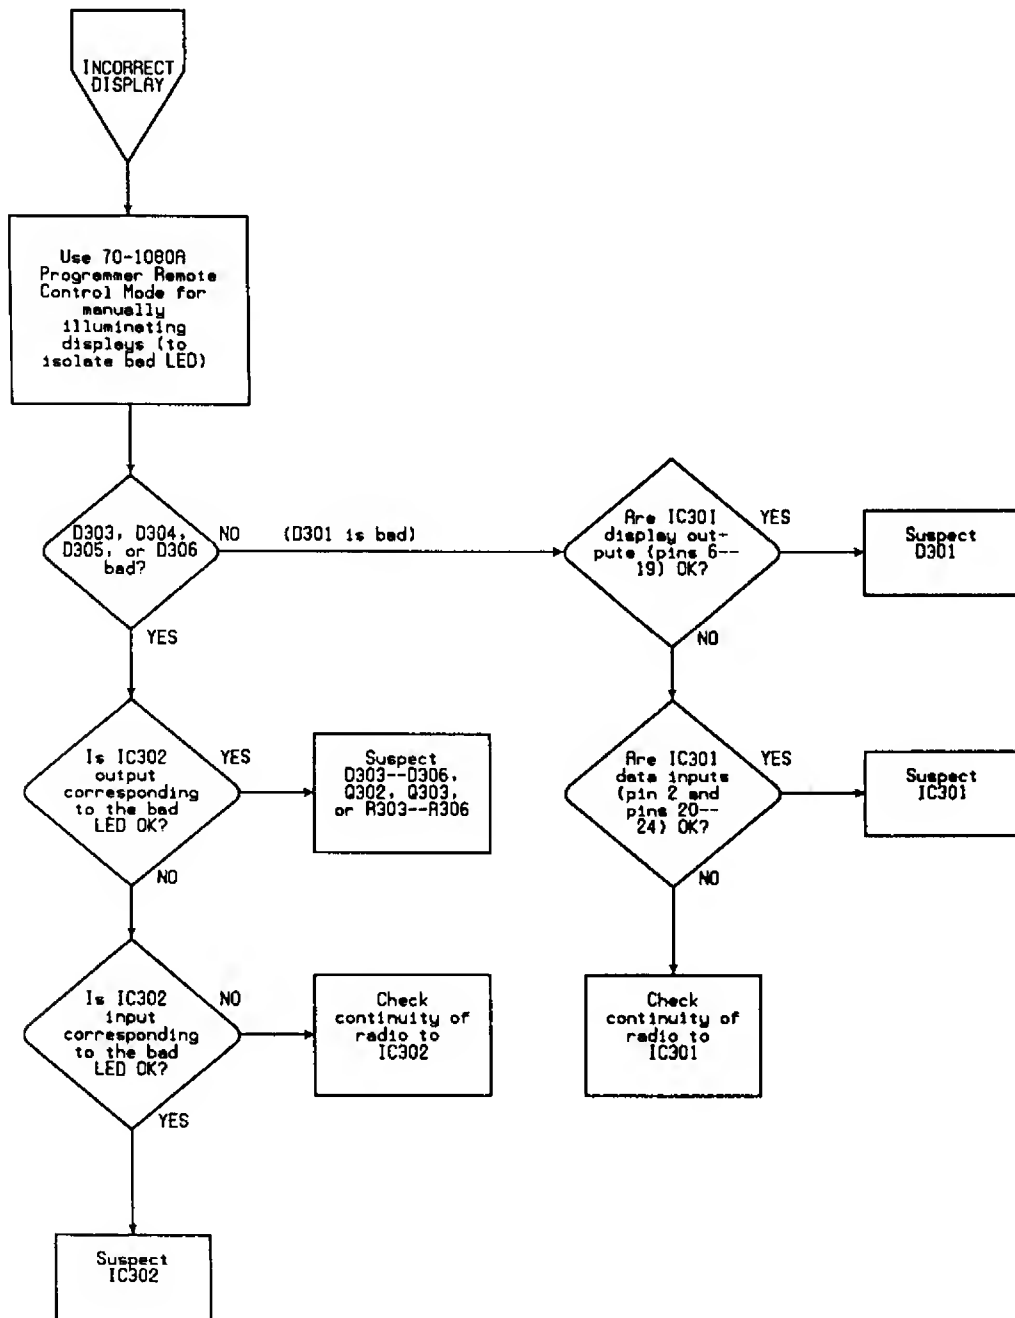 INCORRECT
DISPLAY
Use 70-1080A
Programmer Remote
Control Mode for
manually
illuminating
displays (to
isolate bad LED)
D303, D304,
D305, or D306
bad?
NO
(D301 is bad)
YES
Are IC301
display out-
puts (pins 6--
19) OK?
YES
Suspect
D301
NO
Is IC302
output
corresponding
to the bad
LED OK?
YES
Suspect
D303--D306,
Q302, Q303,
or R303--R306
NO
Are IC301
data inputs
(pin 2 and
pins 20--
24) OK?
YES
Suspect
IC301
NO
Is IC302
input
corresponding
to the bad
LED OK?
NO
Check
continuity of
radio to
IC302
YES
Check
continuity of
radio to
IC301
Suspect
IC302